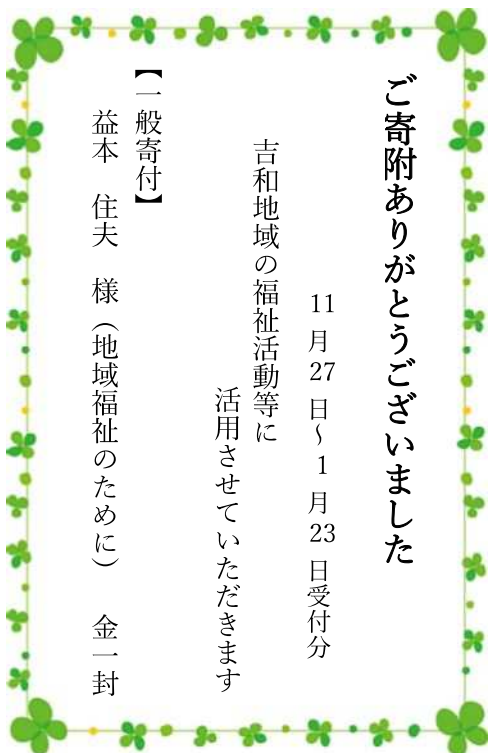 ご寄附ありがとうございました
11月27日～1月23日受付分
吉和地域の福祉活動等に
活用させていただきます
【一般寄付】
益本　住夫　様（地域福祉のために）　金一封